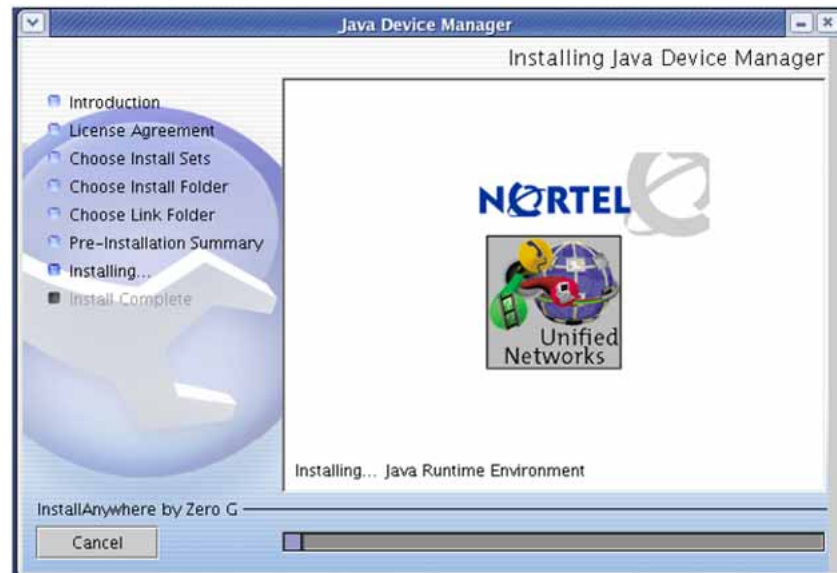 Java Device Manager
Installing Java Device Manager
Introduction
License Agreement
Choose Install Sets
Choose Install Folder
Choose Link Folder
Pre-Installation Summary
Installing...
Install Complete
NORTEL
Unified
Networks
Installing... Java Runtime Environment
InstallAnywhere by Zero G
Cancel